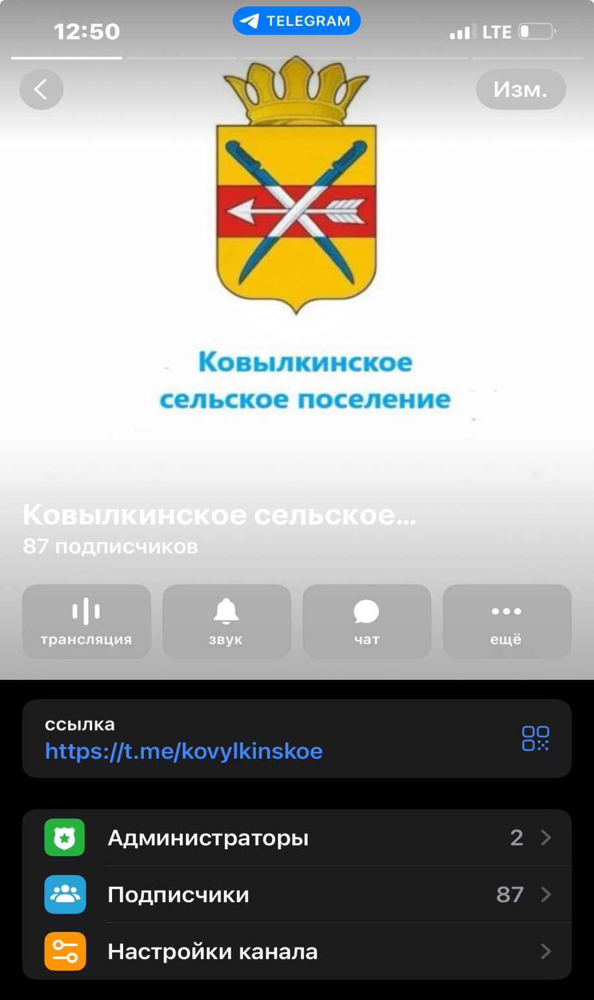 12:50
TELEGRAM
LTE
Изм.
Ковылкинское
сельское поселение
Ковылкинское сельское...
87 подписчиков
трансляция
звук
чат
ещё
ссылка
https://t.me/kovylkinskoe
Администраторы 2
Подписчики 87
Настройки канала